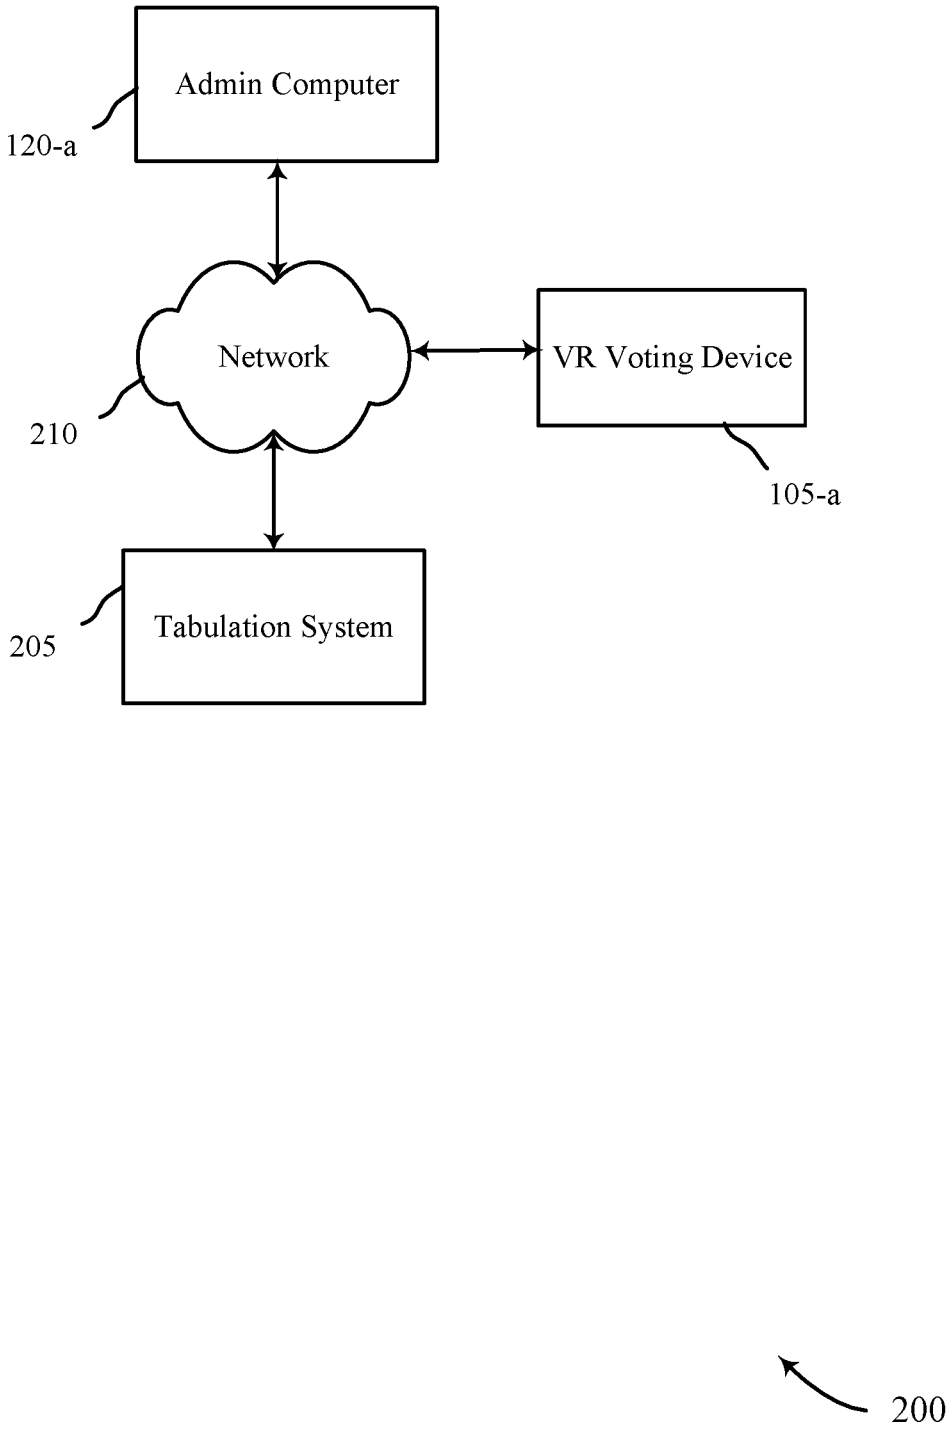 Admin Computer
120-a
Network
VR Voting Device
210
105-a
Tabulation System
205
200